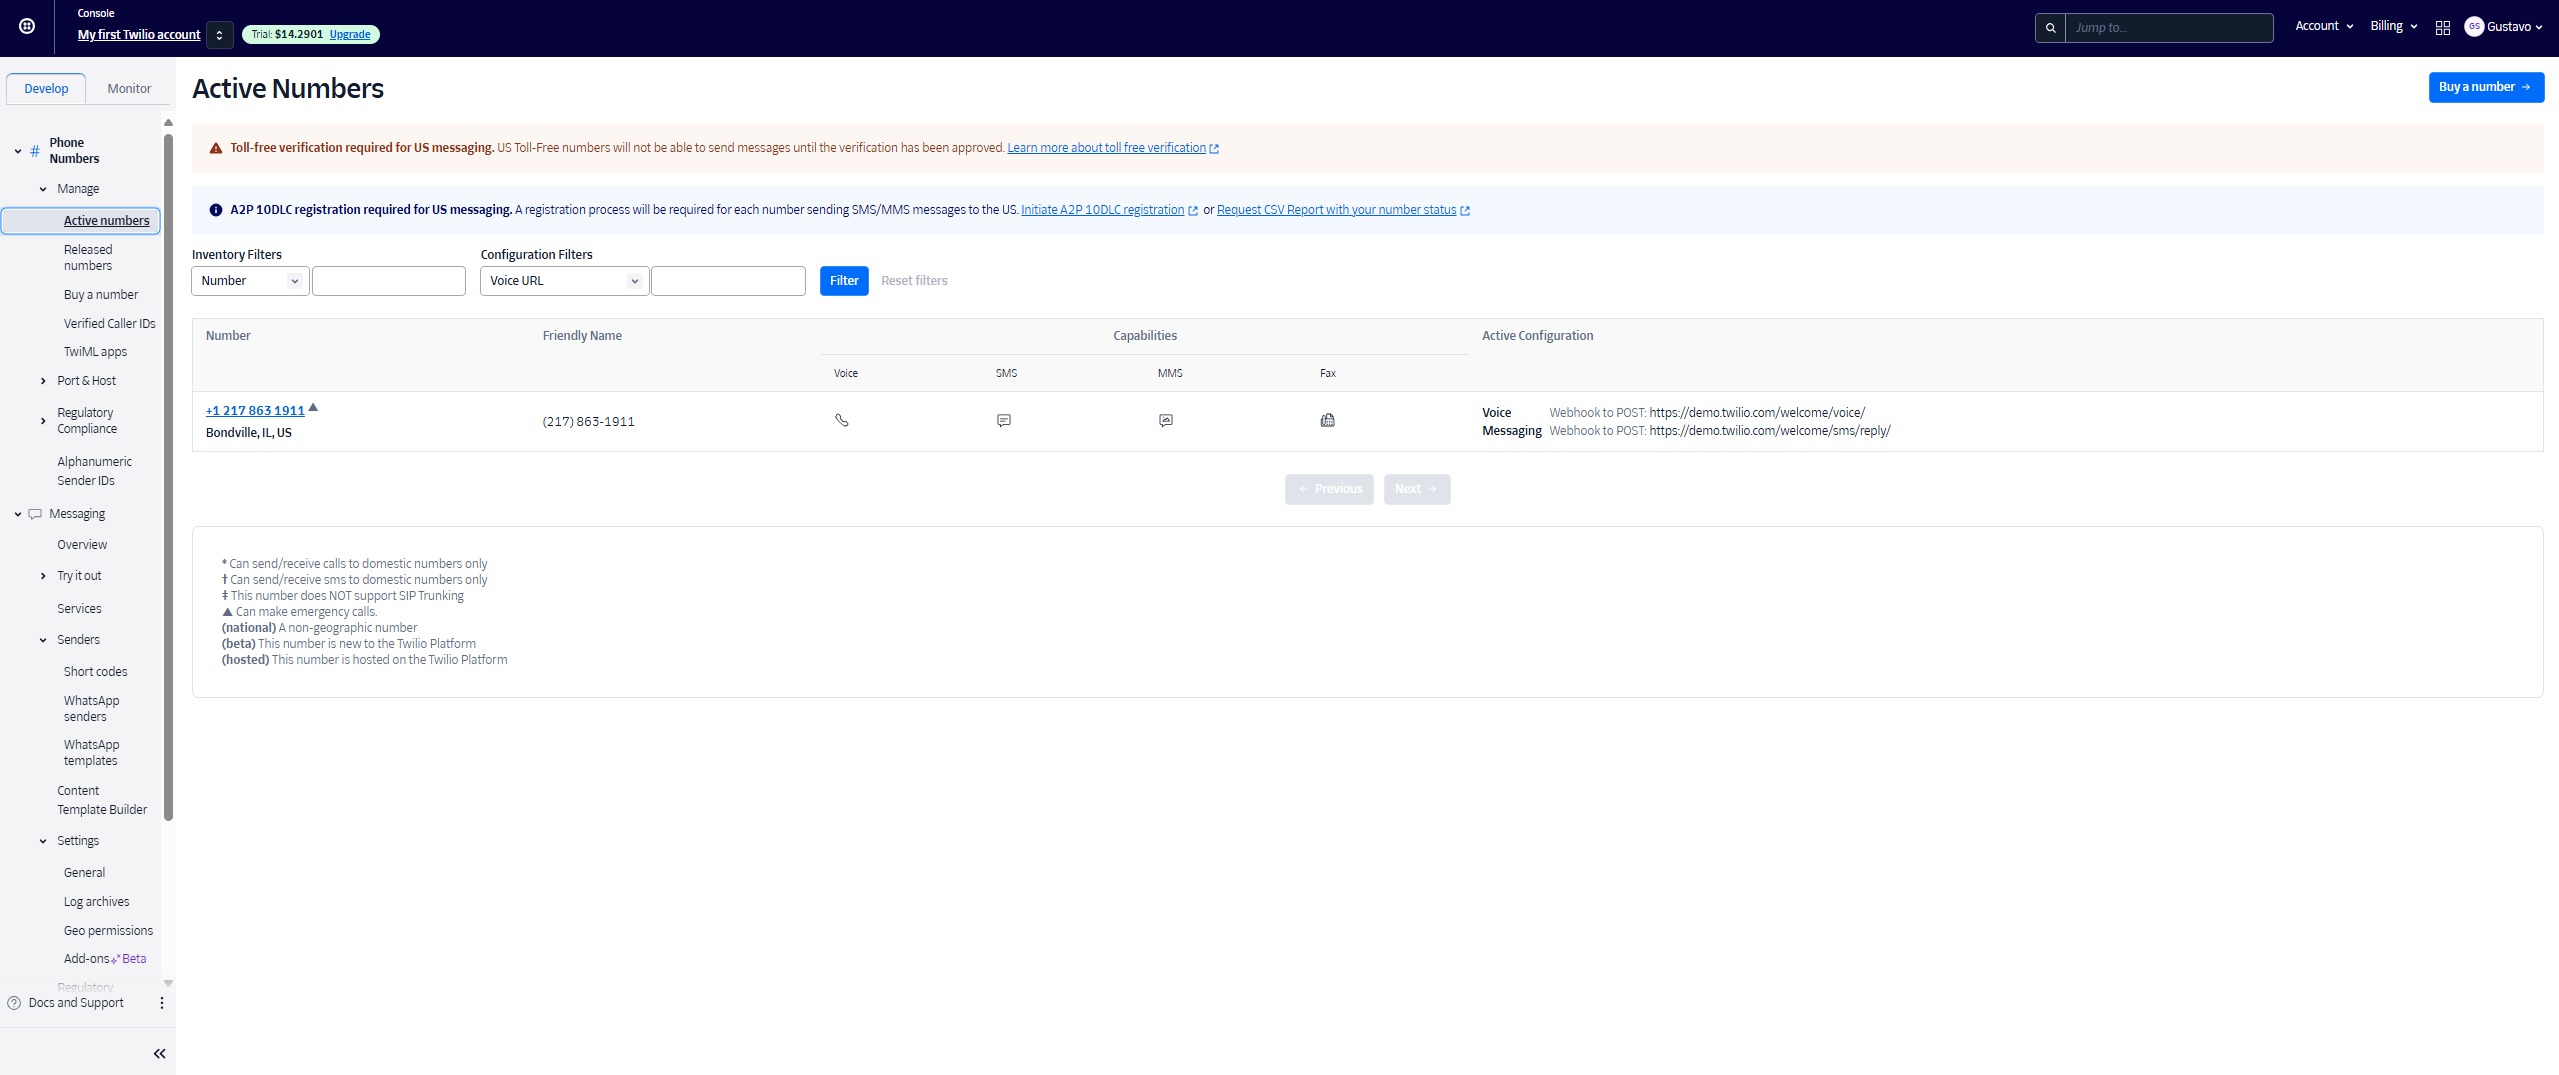 Console
My first Twilio account
Trial: $14.2901 Upgrade
Jump to...
Account
Billing
GS
Gustavo
Develop
Monitor
Phone
Numbers
Manage
Active numbers
Released
numbers
Buy a number
Verified Caller IDs
TwiML apps
Port & Host
Regulatory
Compliance
Alphanumeric
Sender IDs
Messaging
Overview
Try it out
Services
Senders
Short codes
WhatsApp
senders
WhatsApp
templates
Content
Template Builder
Settings
General
Log archives
Geo permissions
Add-ons Beta
Regulatory
Docs and Support
Active Numbers
Buy a number →
Toll-free verification required for US messaging. US Toll-Free numbers will not be able to send messages until the verification has been approved. Learn more about toll free verification
A2P 10DLC registration required for US messaging. A registration process will be required for each number sending SMS/MMS messages to the US. Initiate A2P 10DLC registration or Request CSV Report with your number status
Inventory Filters
Configuration Filters
Number
Voice URL
Filter
Reset filters
Number
Friendly Name
Capabilities
Active Configuration
Voice
SMS
MMS
Fax
+1 217 863 1911 ▲
Bondville, IL, US
(217) 863-1911
Voice Webhook to POST: https://demo.twilio.com/welcome/voice/
Messaging Webhook to POST: https://demo.twilio.com/welcome/sms/reply/
← Previous
Next →
* Can send/receive calls to domestic numbers only
† Can send/receive sms to domestic numbers only
‡ This number does NOT support SIP Trunking
▲ Can make emergency calls.
(national) A non-geographic number
(beta) This number is new to the Twilio Platform
(hosted) This number is hosted on the Twilio Platform